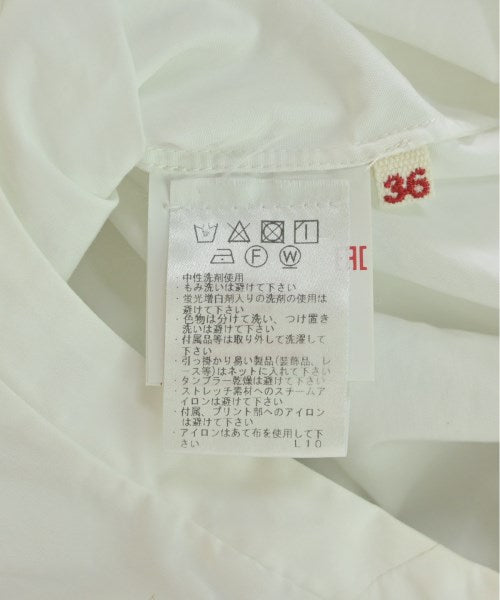 36
F
W
・中性洗剤使用
・もみ洗いは避けて下さい
・蛍光増白剤入りの洗剤の使用は
避けて下さい
・色物は分けて洗い、つけ置き
洗いは避けて下さい
・付属品等は取り外して洗濯して
下さい
・引っ掛かり易い製品(装飾品、レ
ース等)はネットに入れて下さい
・タンブラー乾燥は避けて下さい
・ストレッチ素材へのスチームア
イロンは避けて下さい
・付属、プリント部へのアイロン
は避けて下さい
・アイロンはあて布を使用して下
さい L10